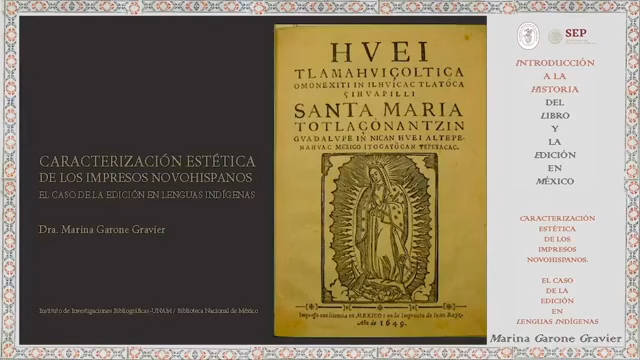 CARACTERIZACIÓN ESTÉTICA
DE LOS IMPRESOS NOVOHISPANOS
EL CASO DE LA EDICIÓN EN LENGUAS INDÍGENAS
Dra. Marina Garone Gravier
Instituto de Investigaciones Bibliográficas-UNAM / Biblioteca Nacional de México
HVEI
TLAMAHVIÇOLTICA
OMONEXITI IN ILHVICAC TLATÓCA
ÇIHVAPILLI
SANTA MARIA
TOTLAÇONANTZIN
GVADALVPE IN NICAN HVEI ALTEPE-
NAHVAC MEXICO ITOCAYOCAN TEPEYACAC.
Impresso con licencia en MEXICO: en la Imprenta de Iuan Ruyz.
Año de 1649.
SEP
INTRODUCCIÓN
A LA
HISTORIA
DEL
LIBRO
Y
LA
EDICIÓN
EN
MÉXICO
CARACTERIZACIÓN
ESTÉTICA
DE LOS
IMPRESOS
NOVOHISPANOS.
EL CASO
DE LA
EDICIÓN
EN
LENGUAS INDÍGENAS
Marina Garone Gravier